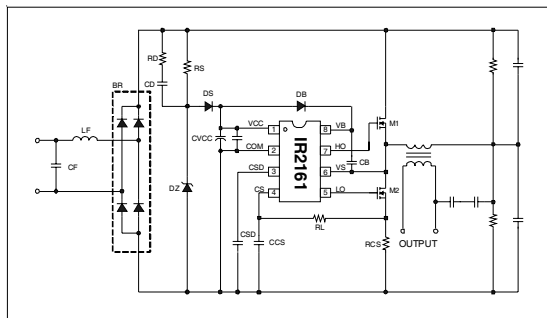 RD
RS
CD
BR
DS
DB
LF
CF
DZ
CVCC
VCC
1
8
VB
COM
2
7
HO
CSD
3
6
VS
CS
4
5
LO
IR2161
M1
CB
M2
RL
CSD
CCS
RCS
OUTPUT